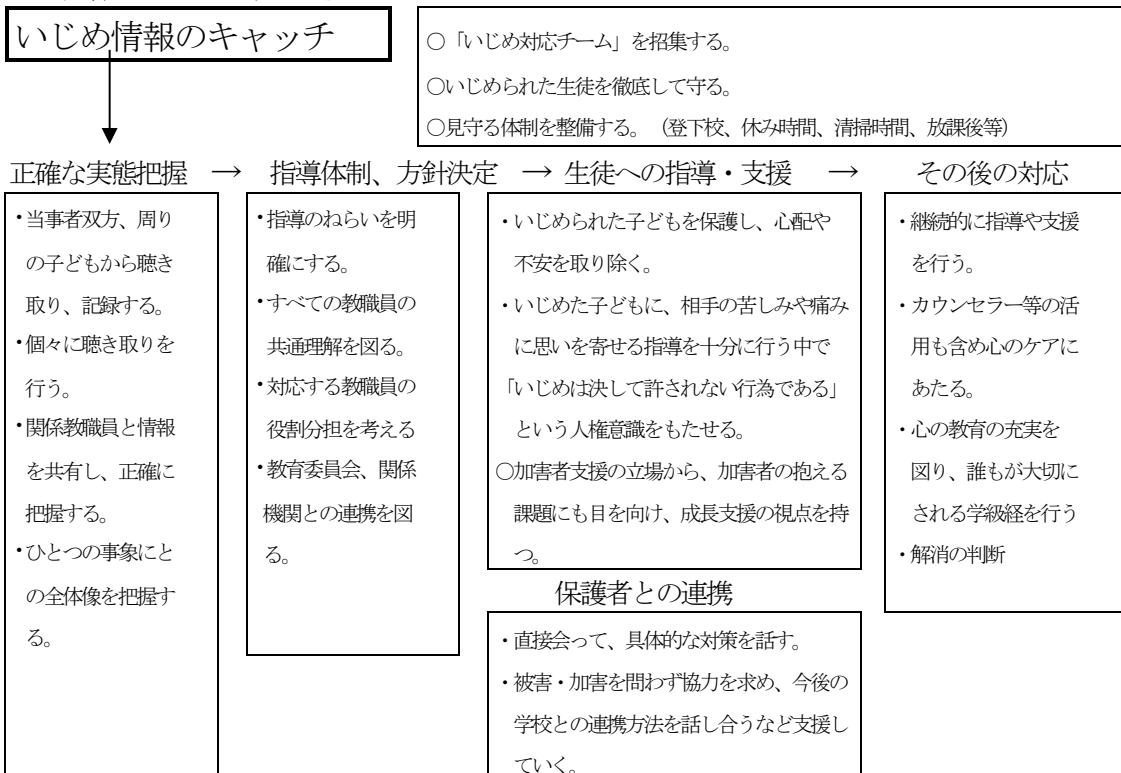 いじめ情報のキャッチ
○「いじめ対応チーム」を招集する。
○いじめられた生徒を徹底して守る。
○見守る体制を整備する。（登下校、休み時間、清掃時間、放課後等）
正確な実態把握 → 指導体制、方針決定 → 生徒への指導・支援 → その後の対応
・当事者双方、周り
の子どもから聴き
取り、記録する。
・個々に聴き取りを
行う。
・関係教職員と情報
を共有し、正確に
把握する。
・ひとつの事象にと
の全体像を把握す
る。
・指導のねらいを明
確にする。
・すべての教職員の
共通理解を図る。
・対応する教職員の
役割分担を考える
・教育委員会、関係
機関との連携を図
る。
・いじめられた子どもを保護し、心配や
不安を取り除く。
・いじめた子どもに、相手の苦しみや痛み
に思いを寄せる指導を十分に行う中で
「いじめは決して許されない行為である」
という人権意識をもたせる。
○加害者支援の立場から、加害者の抱える
課題にも目を向け、成長支援の視点を持
つ。
保護者との連携
・直接会って、具体的な対策を話す。
・被害・加害を問わず協力を求め、今後の
学校との連携方法を話し合うなど支援し
ていく。
・継続的に指導や支援
を行う。
・カウンセラー等の活
用も含め心のケアに
あたる。
・心の教育の充実を
図り、誰もが大切に
される学級経を行う
・解消の判断